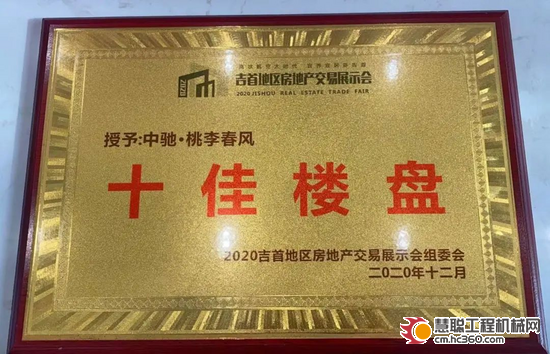 吉首地区房地产交易展示会
2020 JISHOU REAL ESTATE TRADE FAIR
授予:中驰·桃李春风
十佳楼盘
2020吉首地区房地产交易展示会组委会
二〇二〇年十二月
慧聪工程机械网
cm.hc360.com